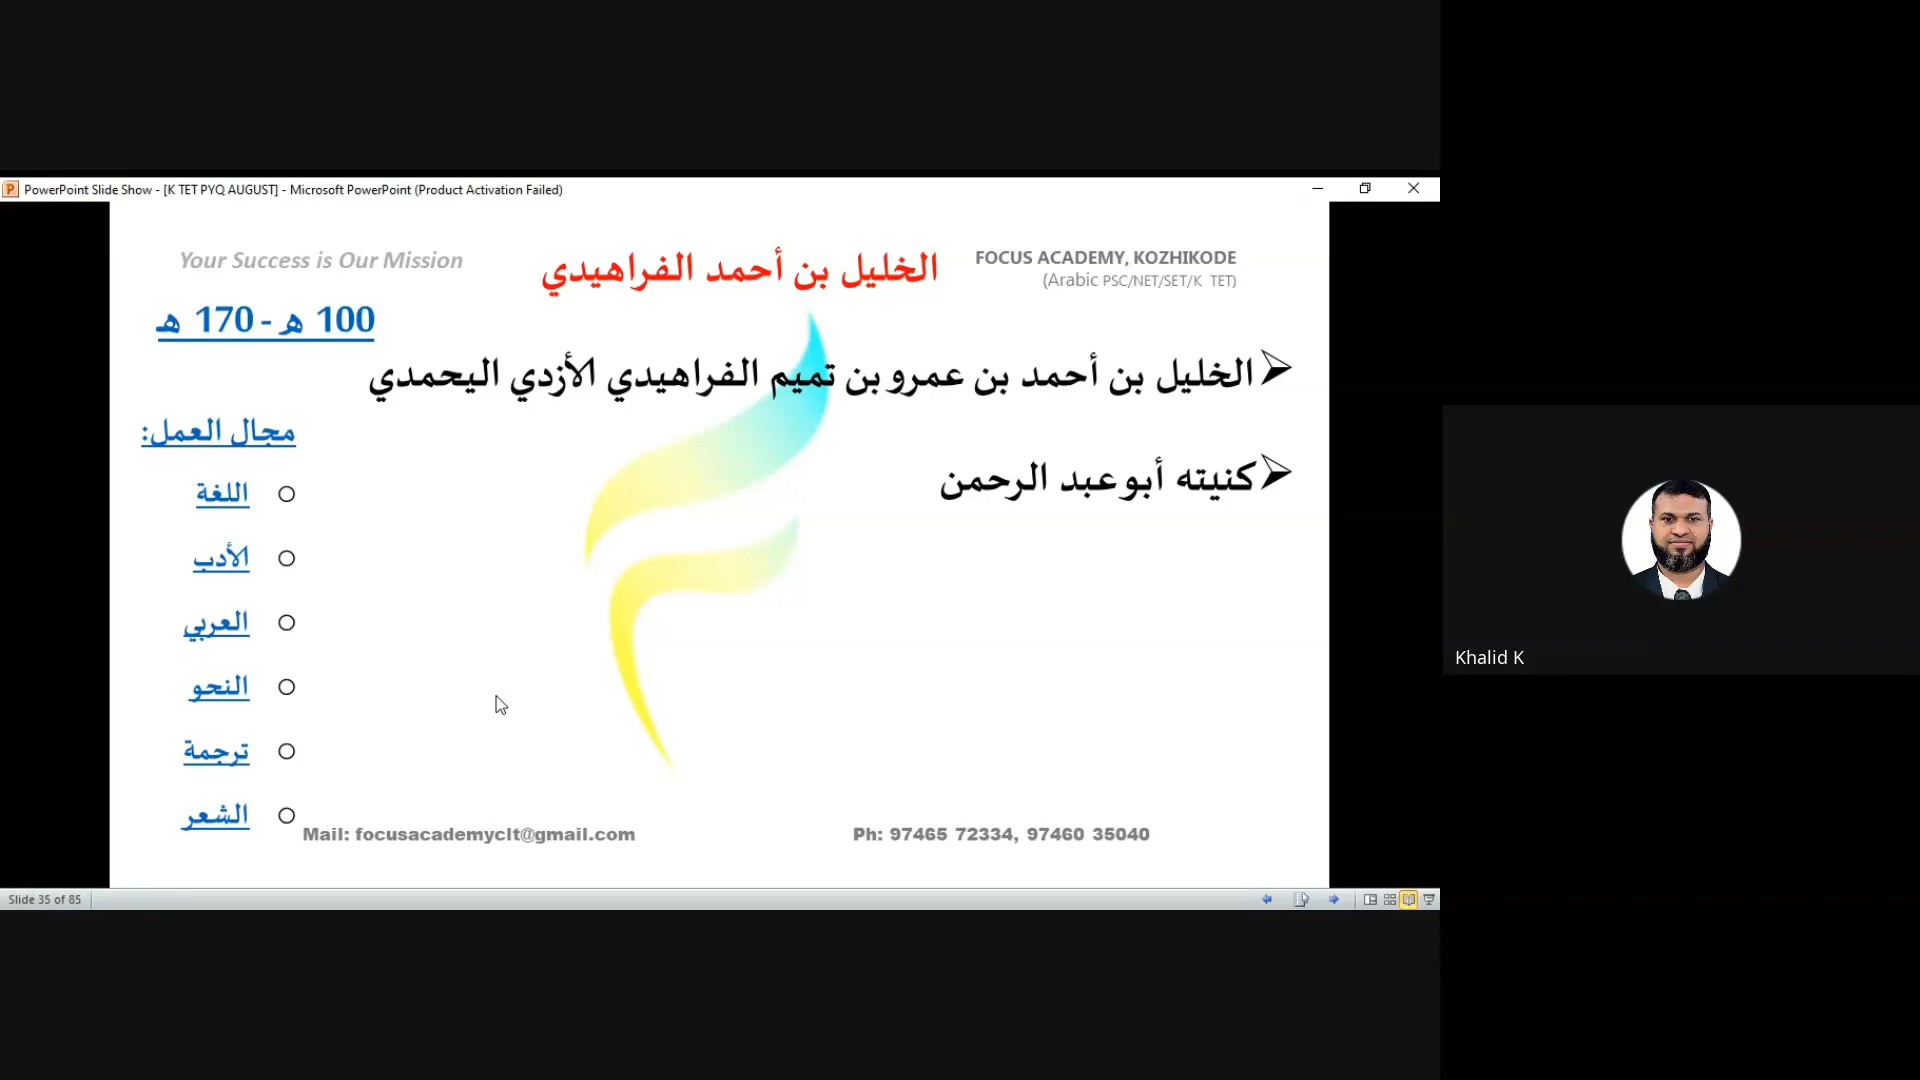 PowerPoint Slide Show - [K TET PYQ AUGUST] - Microsoft PowerPoint (Product Activation Failed)
Your Success is Our Mission
الخليل بن أحمد الفراهيدي
FOCUS ACADEMY, KOZHIKODE
(Arabic PSC/NET/SET/K TET)
100 هـ - 170 هـ
الخليل بن أحمد بن عمرو بن تميم الفراهيدي الأزدي اليحمدي
كنيته أبو عبد الرحمن
مجال العمل:
اللغة
الأدب
العربي
النحو
ترجمة
الشعر
Mail: focusacademyclt@gmail.com
Ph: 97465 72334, 97460 35040
Slide 35 of 85
Khalid K